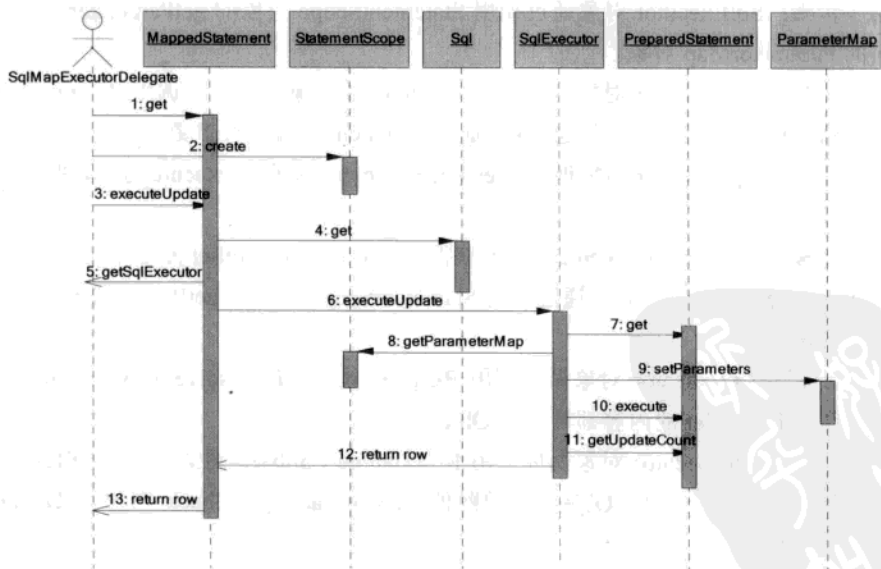 MappedStatement
StatementScope
Sql
SqlExecutor
PreparedStatement
ParameterMap
SqlMapExecutorDelegate
1: get
2: create
3: executeUpdate
4: get
5: getSqlExecutor
6: executeUpdate
7: get
8: getParameterMap
9: setParameters
10: execute
11: getUpdateCount
12: return row
13: return row